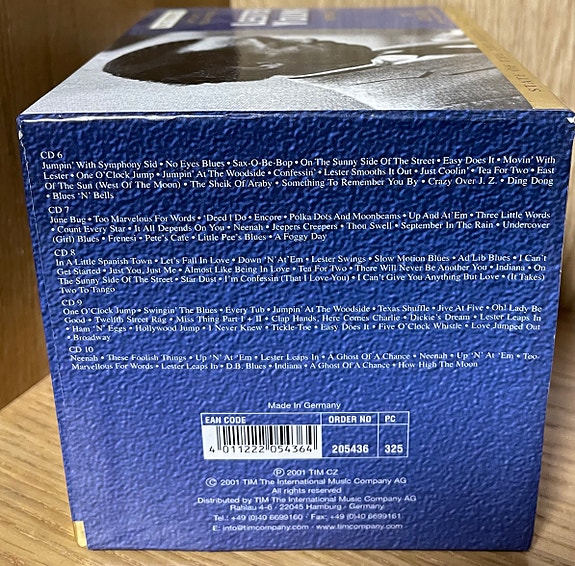 CD 6
Jumpin' With Symphony Sid • No Eyes Blues • Sax-O-Be-Bop • On The Sunny Side Of The Street • Easy Does It • Movin' With
Lester • One O'Clock Jump • Jumpin' At The Woodside • Confessin' • Lester Smooths It Out • Just Coolin' • Tea For Two • East
Of The Sun (West Of The Moon) • The Sheik Of Araby • Something To Remember You By • Crazy Over J. Z. • Ding Dong
• Blues 'N' Bells
CD 7
June Bug • Too Marvelous For Words • 'Deed I Do • Encore • Polka Dots And Moonbeams • Up And At'Em • Three Little Words
• Count Every Star • It All Depends On You • Neenah • Jeepers Creepers • Thou Swell • September In The Rain • Undercover
(Girl) Blues • Frenesi • Pete's Cafe • Little Pee's Blues • A Foggy Day
CD 8
In A Little Spanish Town • Let's Fall In Love • Down 'N'At'Em • Lester Swings • Slow Motion Blues • Ad Lib Blues • I Can't
Get Started • Just You, Just Me • Almost Like Being In Love • Tea For Two • There Will Never Be Another You • Indiana • On
The Sunny Side Of The Street • Star Dust • I'm Confessin (That I Love You) • I Can't Give You Anything But Love • (It Takes)
Two To Tango
CD 9
One O'Clock Jump • Swingin' The Blues • Every Tub • Jumpin' At The Woodside • Texas Shuffle • Jive At Five • Oh! Lady Be
Good • Twelfth Street Rag • Miss Thing Part I + II • Clap Hands, Here Comes Charlie • Dickie's Dream • Lester Leaps In
• Ham 'N' Eggs • Hollywood Jump • I Never Knew • Tickle-Toe • Easy Does It • Five O'Clock Whistle • Love Jumped Out
• Broadway
CD 10
Neenah • These Foolish Things • Up 'N' At 'Em • Lester Leaps In • A Ghost Of A Chance • Neenah • Up 'N' At 'Em • Too
Marvellous For Words • Lester Leaps In • D.B. Blues • Indiana • A Ghost Of A Chance • How High The Moon
Made In Germany
EAN CODE ORDER NO PC
4 011222 054364 205436 325
℗ 2001 TIM CZ
© 2001 TIM The International Music Company AG
All rights reserved
Distributed by TIM The International Music Company AG
Rahlau 4-6 - 22045 Hamburg - Germany
Tel.: +49 (0)40 6699160 · Fax: +49 (0)40 6699161
E: info@timcompany.com · www.timcompany.com